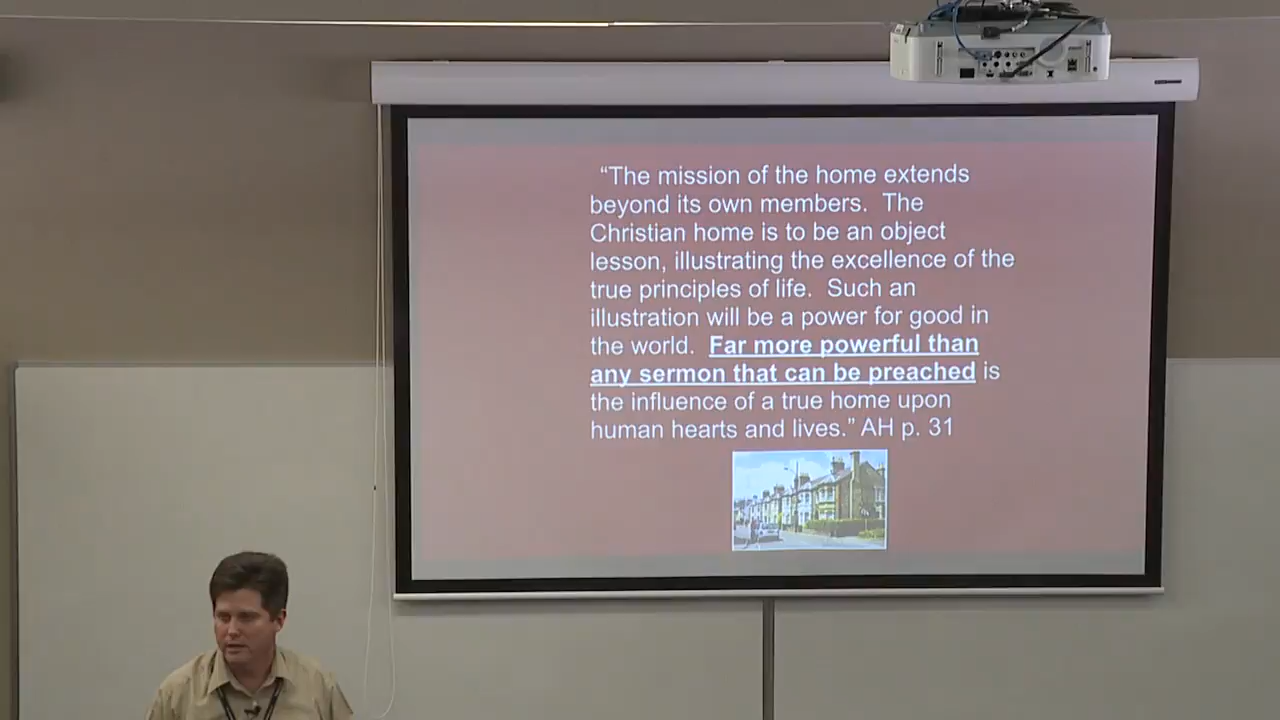 “The mission of the home extends
beyond its own members.  The
Christian home is to be an object
lesson, illustrating the excellence of the
true principles of life.  Such an
illustration will be a power for good in
the world.  Far more powerful than
any sermon that can be preached is
the influence of a true home upon
human hearts and lives.” AH p. 31